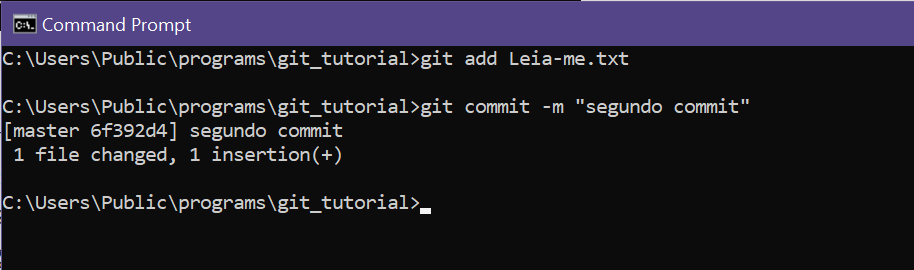 Command Prompt
C:\Users\Public\programs\git_tutorial>git add Leia-me.txt
C:\Users\Public\programs\git_tutorial>git commit -m "segundo commit"
[master 6f392d4] segundo commit
 1 file changed, 1 insertion(+)
C:\Users\Public\programs\git_tutorial>